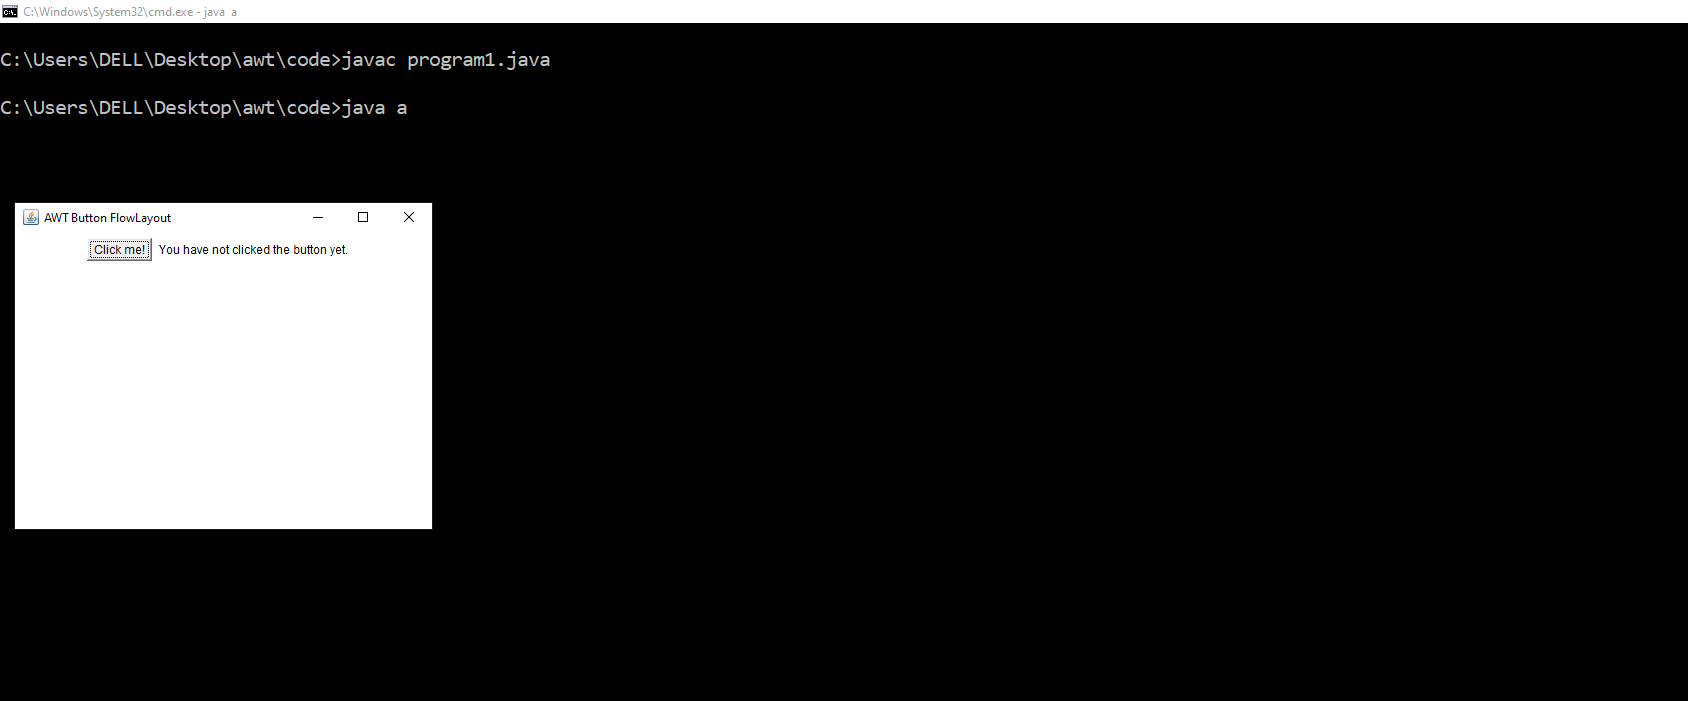 C:\Windows\System32\cmd.exe - java  a
C:\Users\DELL\Desktop\awt\code>javac program1.java
C:\Users\DELL\Desktop\awt\code>java a
AWT Button FlowLayout
Click me! You have not clicked the button yet.